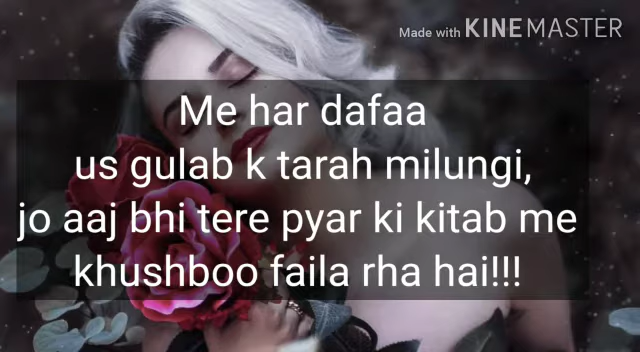 Made with KINEMASTER
Me har dafaa
us gulab k tarah milungi,
jo aaj bhi tere pyar ki kitab me
khushboo faila rha hai!!!